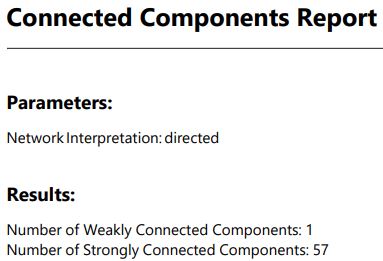 Connected Components Report
Parameters:
Network Interpretation: directed
Results:
Number of Weakly Connected Components: 1
Number of Strongly Connected Components: 57